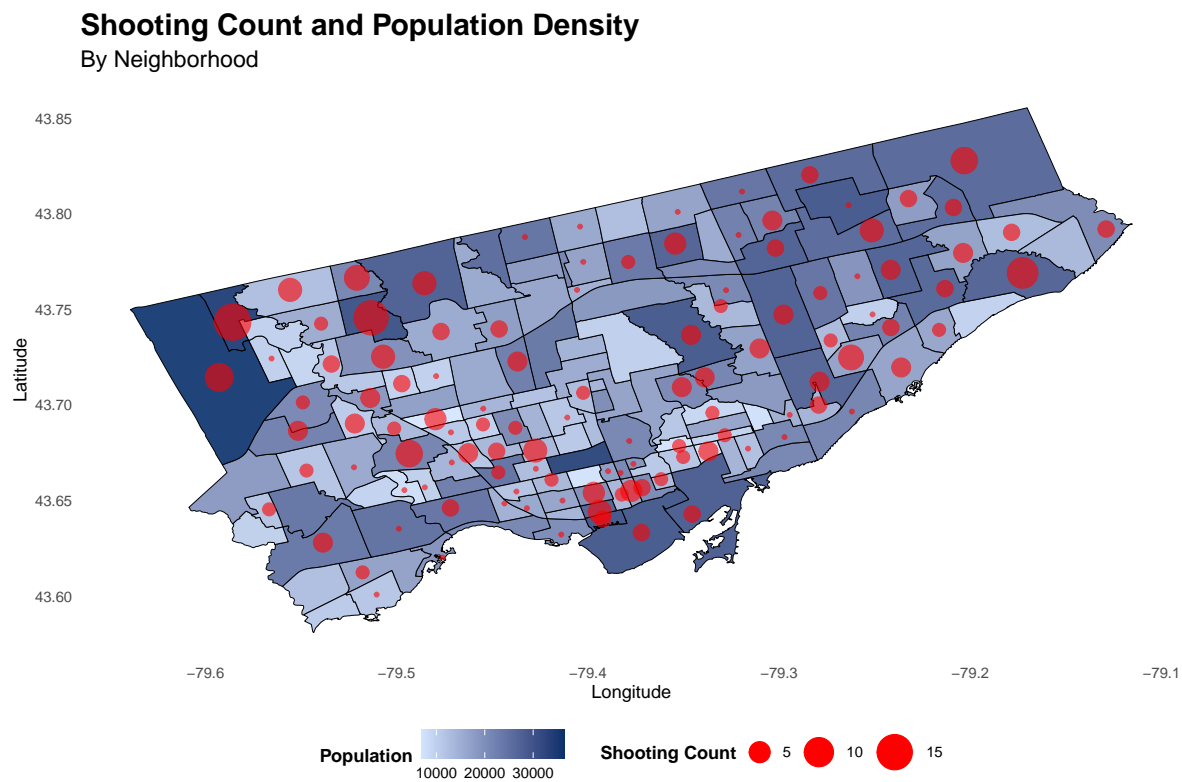 Shooting Count and Population Density
By Neighborhood
43.85
43.80
43.75
43.70
43.65
43.60
Latitude
−79.6 −79.5 −79.4 −79.3 −79.2 −79.1
Longitude
Population
10000 20000 30000
Shooting Count 5 10 15